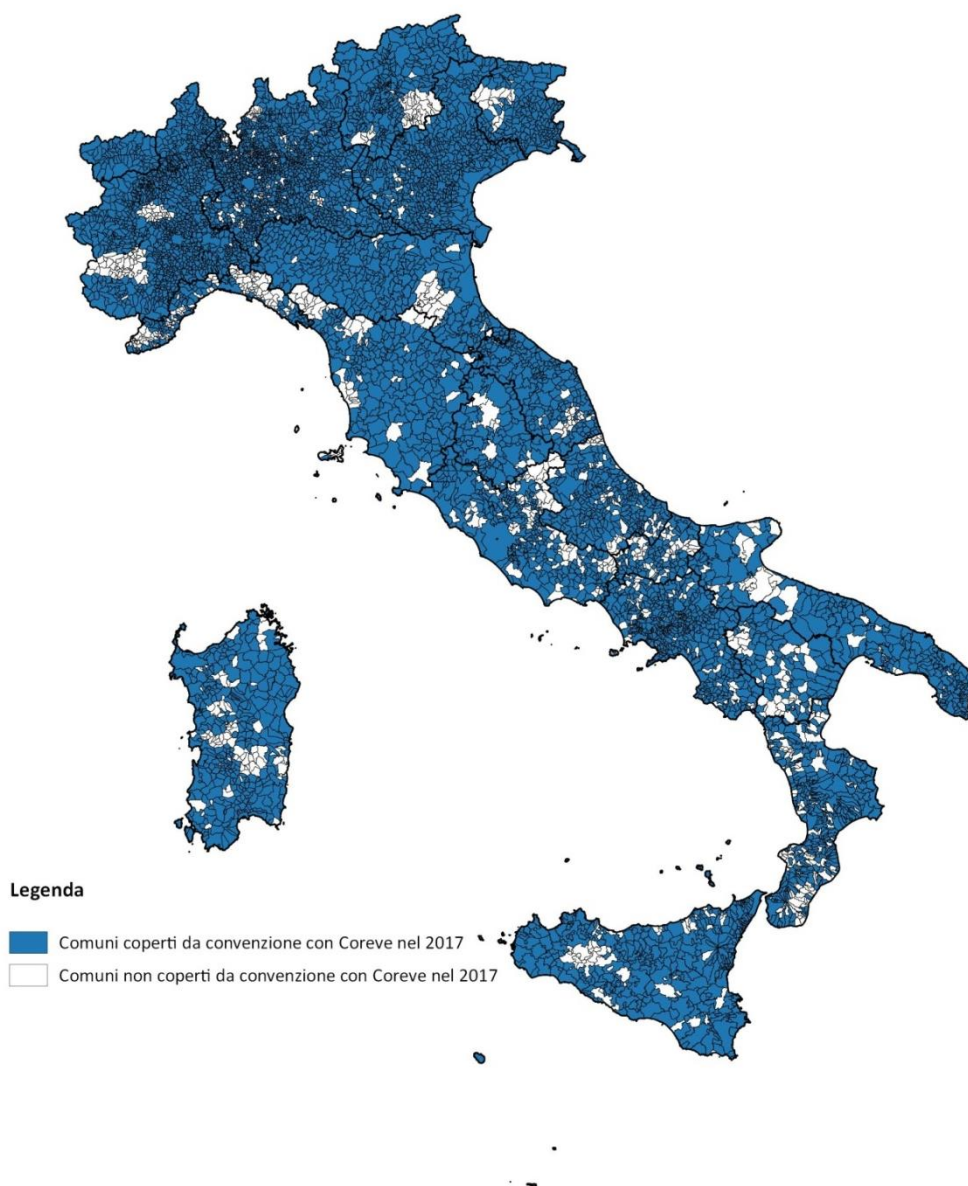 Legenda
Comuni coperti da convenzione con Coreve nel 2017
Comuni non coperti da convenzione con Coreve nel 2017